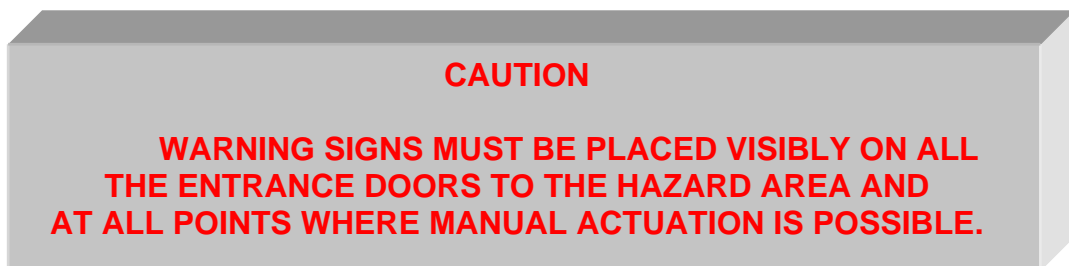 CAUTION
WARNING SIGNS MUST BE PLACED VISIBLY ON ALL
THE ENTRANCE DOORS TO THE HAZARD AREA AND
AT ALL POINTS WHERE MANUAL ACTUATION IS POSSIBLE.